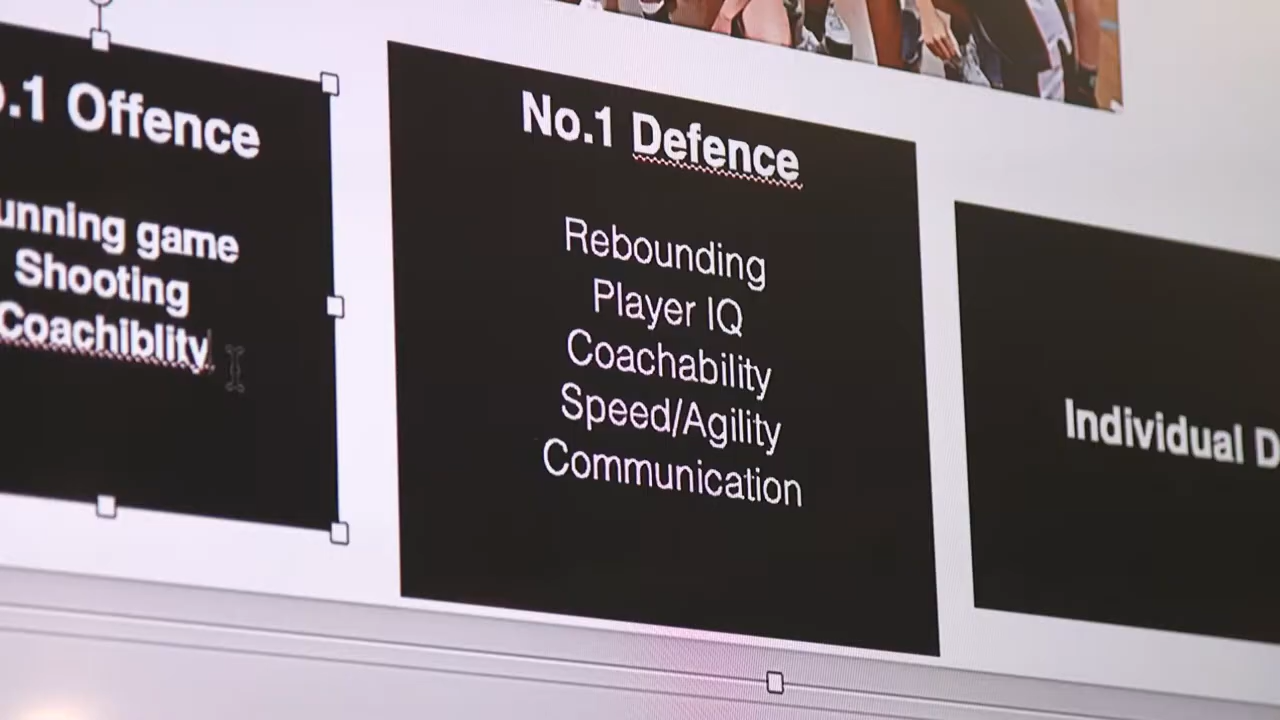 .1 Offence
unning game
Shooting
Coachiblity
No.1 Defence
Rebounding
Player IQ
Coachability
Speed/Agility
Communication
Individual D